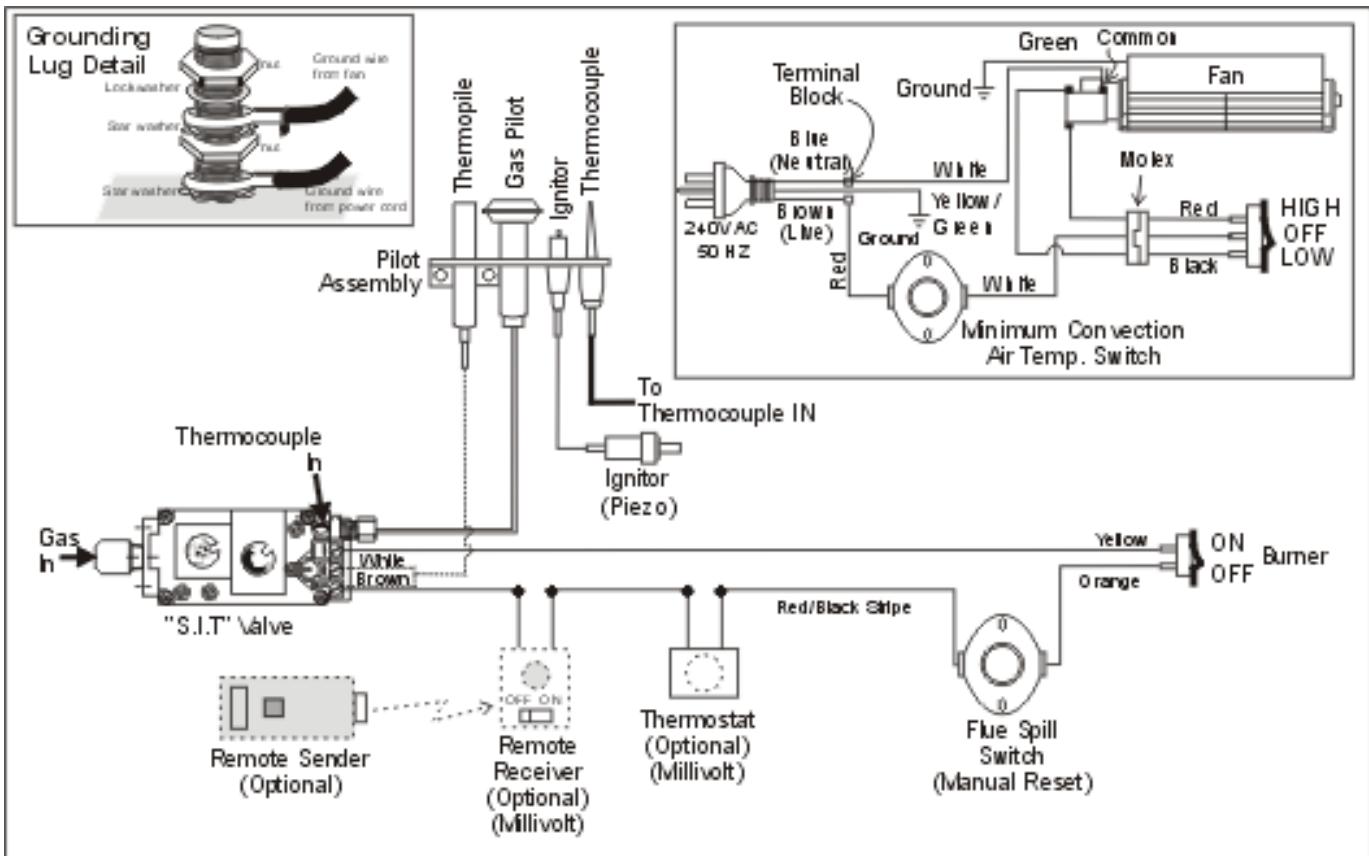 Grounding
Lug Detail
nut
Ground wire
from fan
Lockwasher
Star washer
nut
Star washer
Ground wire
from power cord
Thermopile
Gas Pilot
Ignitor
Thermocouple
Pilot
Assembly
To
Thermocouple IN
Ignitor
(Piezo)
Green
Common
Fan
Terminal
Block
Ground
Blue
(Neutral)
White
Molex
Yellow/
Green
Brown
(Live)
240VAC
50 HZ
Ground
Red
Red
HIGH
OFF
LOW
Black
White
Minimum Convection
Air Temp. Switch
Thermocouple
In
Gas
In
White
Brown
"S.I.T" Valve
Yellow
ON
OFF
Burner
Orange
Red/Black Stripe
OFF ON
Remote Sender
(Optional)
Remote
Receiver
(Optional)
(Millivolt)
Thermostat
(Optional)
(Millivolt)
Flue Spill
Switch
(Manual Reset)